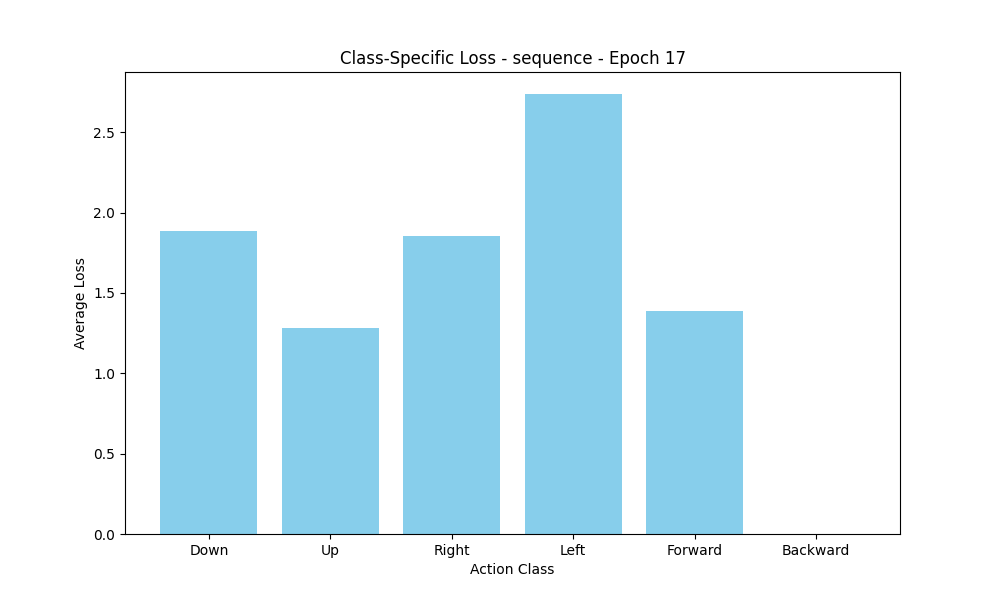 Class-Specific Loss - sequence - Epoch 17
Average Loss
2.5
2.0
1.5
1.0
0.5
0.0
Down Up Right Left Forward Backward
Action Class